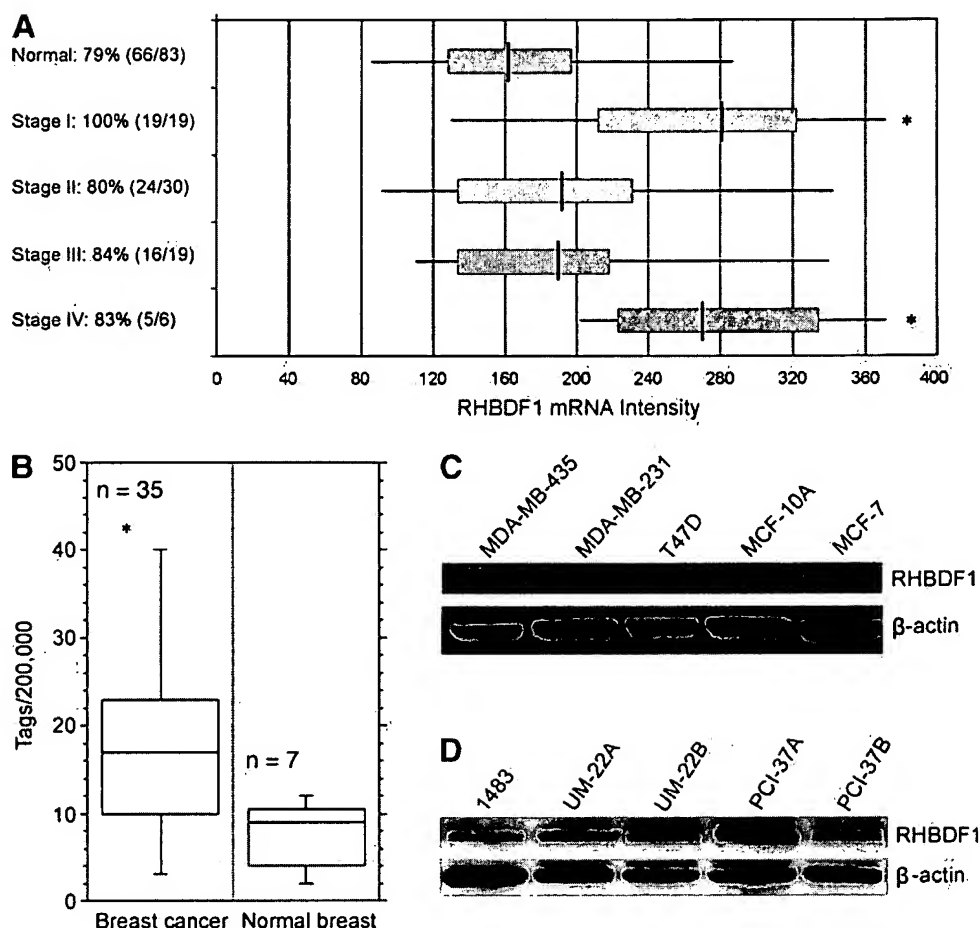 A
Normal: 79% (66/83)
Stage I: 100% (19/19)
*
Stage II: 80% (24/30)
Stage III: 84% (16/19)
Stage IV: 83% (5/6)
*
0 40 80 120 160 200 240 280 320 360 400
RHBDF1 mRNA Intensity
B
50
40
30
20
10
0
Tags/200,000
n = 35
*
n = 7
Breast cancer Normal breast
C
MDA-MB-435 MDA-MB-231 T47D MCF-10A MCF-7
RHBDF1
β-actin
D
1483 UM-22A UM-22B PCI-37A PCI-37B
RHBDF1
β-actin